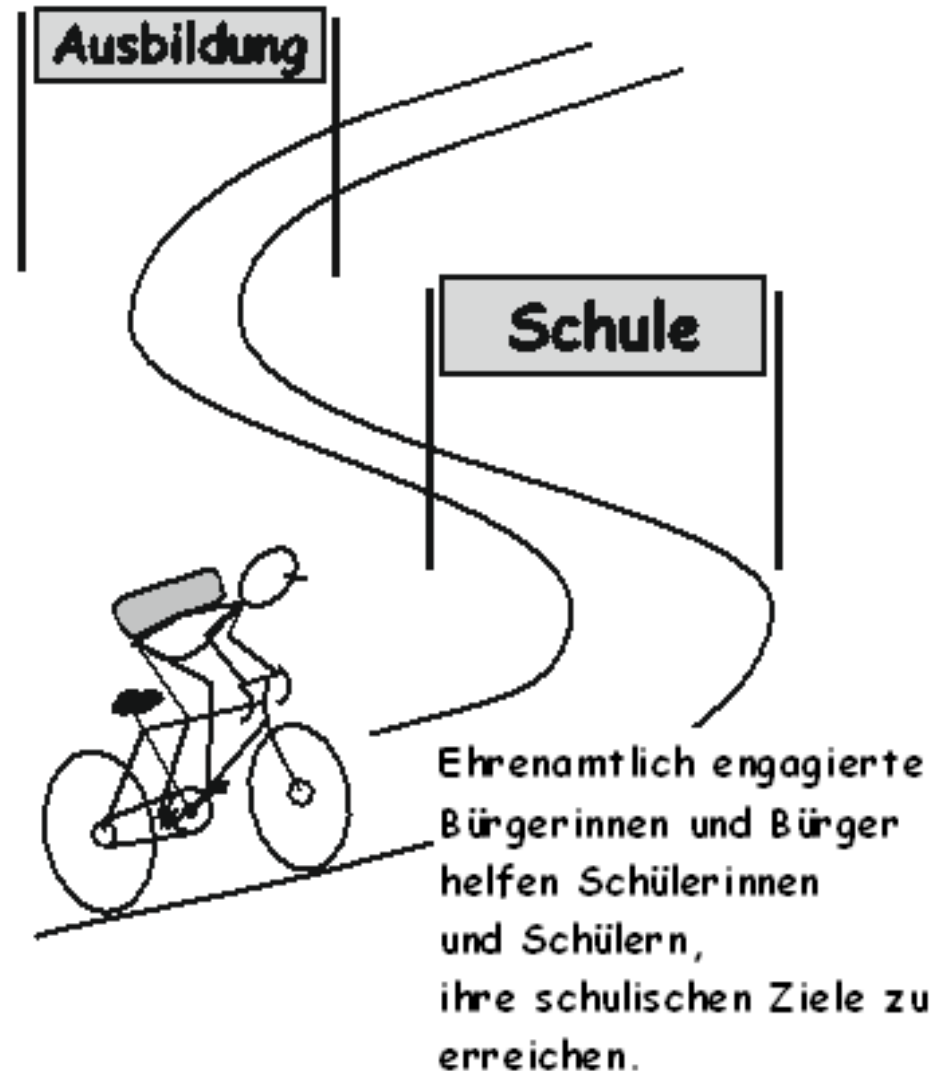 Ausbildung
Schule
Ehrenamtlich engagierte
Bürgerinnen und Bürger
helfen Schülerinnen
und Schülern,
ihre schulischen Ziele zu
erreichen.